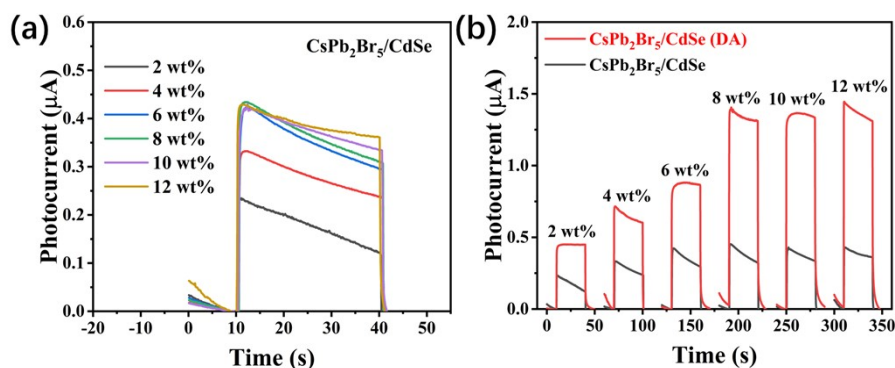 (a)
CsPb₂Br₅/CdSe
2 wt%
4 wt%
6 wt%
8 wt%
10 wt%
12 wt%
Photocurrent (μA)
0.6
0.5
0.4
0.3
0.2
0.1
0.0
-20 -10 0 10 20 30 40 50
Time (s)
(b)
CsPb₂Br₅/CdSe (DA)
CsPb₂Br₅/CdSe
2 wt%
4 wt%
6 wt%
8 wt%
10 wt%
12 wt%
Photocurrent (μA)
2.0
1.5
1.0
0.5
0.0
0 50 100 150 200 250 300 350
Time (s)